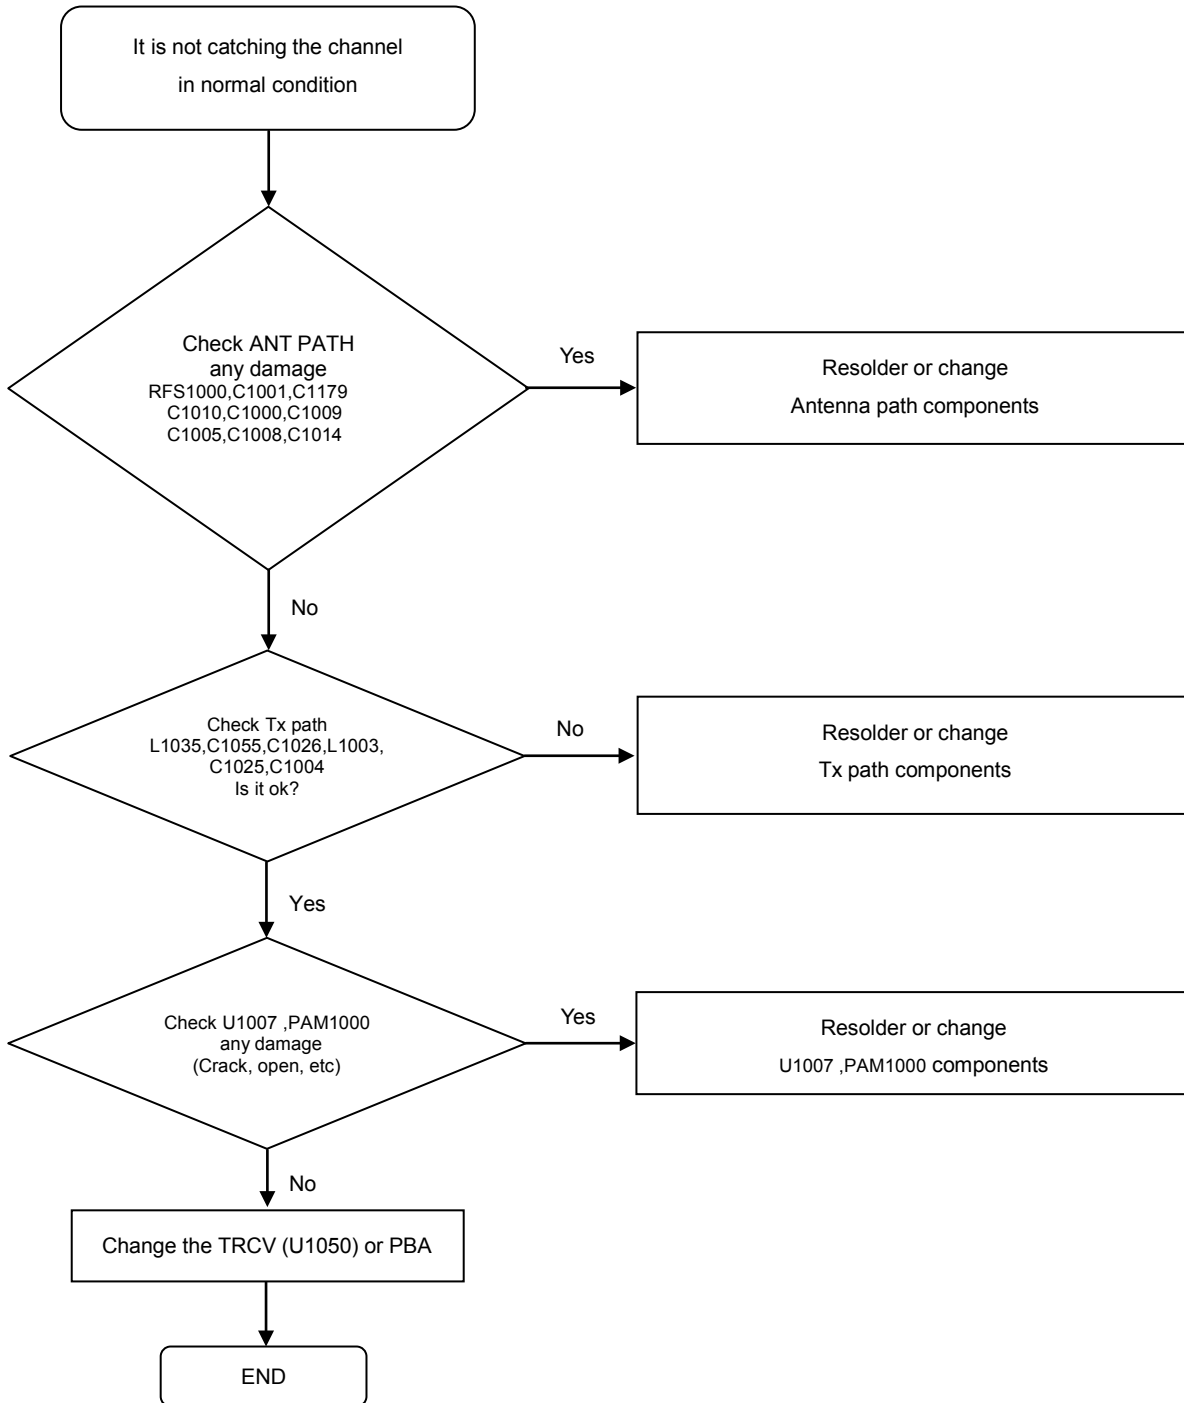 It is not catching the channel
in normal condition
Check ANT PATH
any damage
RFS1000,C1001,C1179
C1010,C1000,C1009
C1005,C1008,C1014
Yes
Resolder or change
Antenna path components
No
Check Tx path
L1035,C1055,C1026,L1003,
C1025,C1004
Is it ok?
No
Resolder or change
Tx path components
Yes
Check U1007 ,PAM1000
any damage
(Crack, open, etc)
Yes
Resolder or change
U1007 ,PAM1000 components
No
Change the TRCV (U1050) or PBA
END